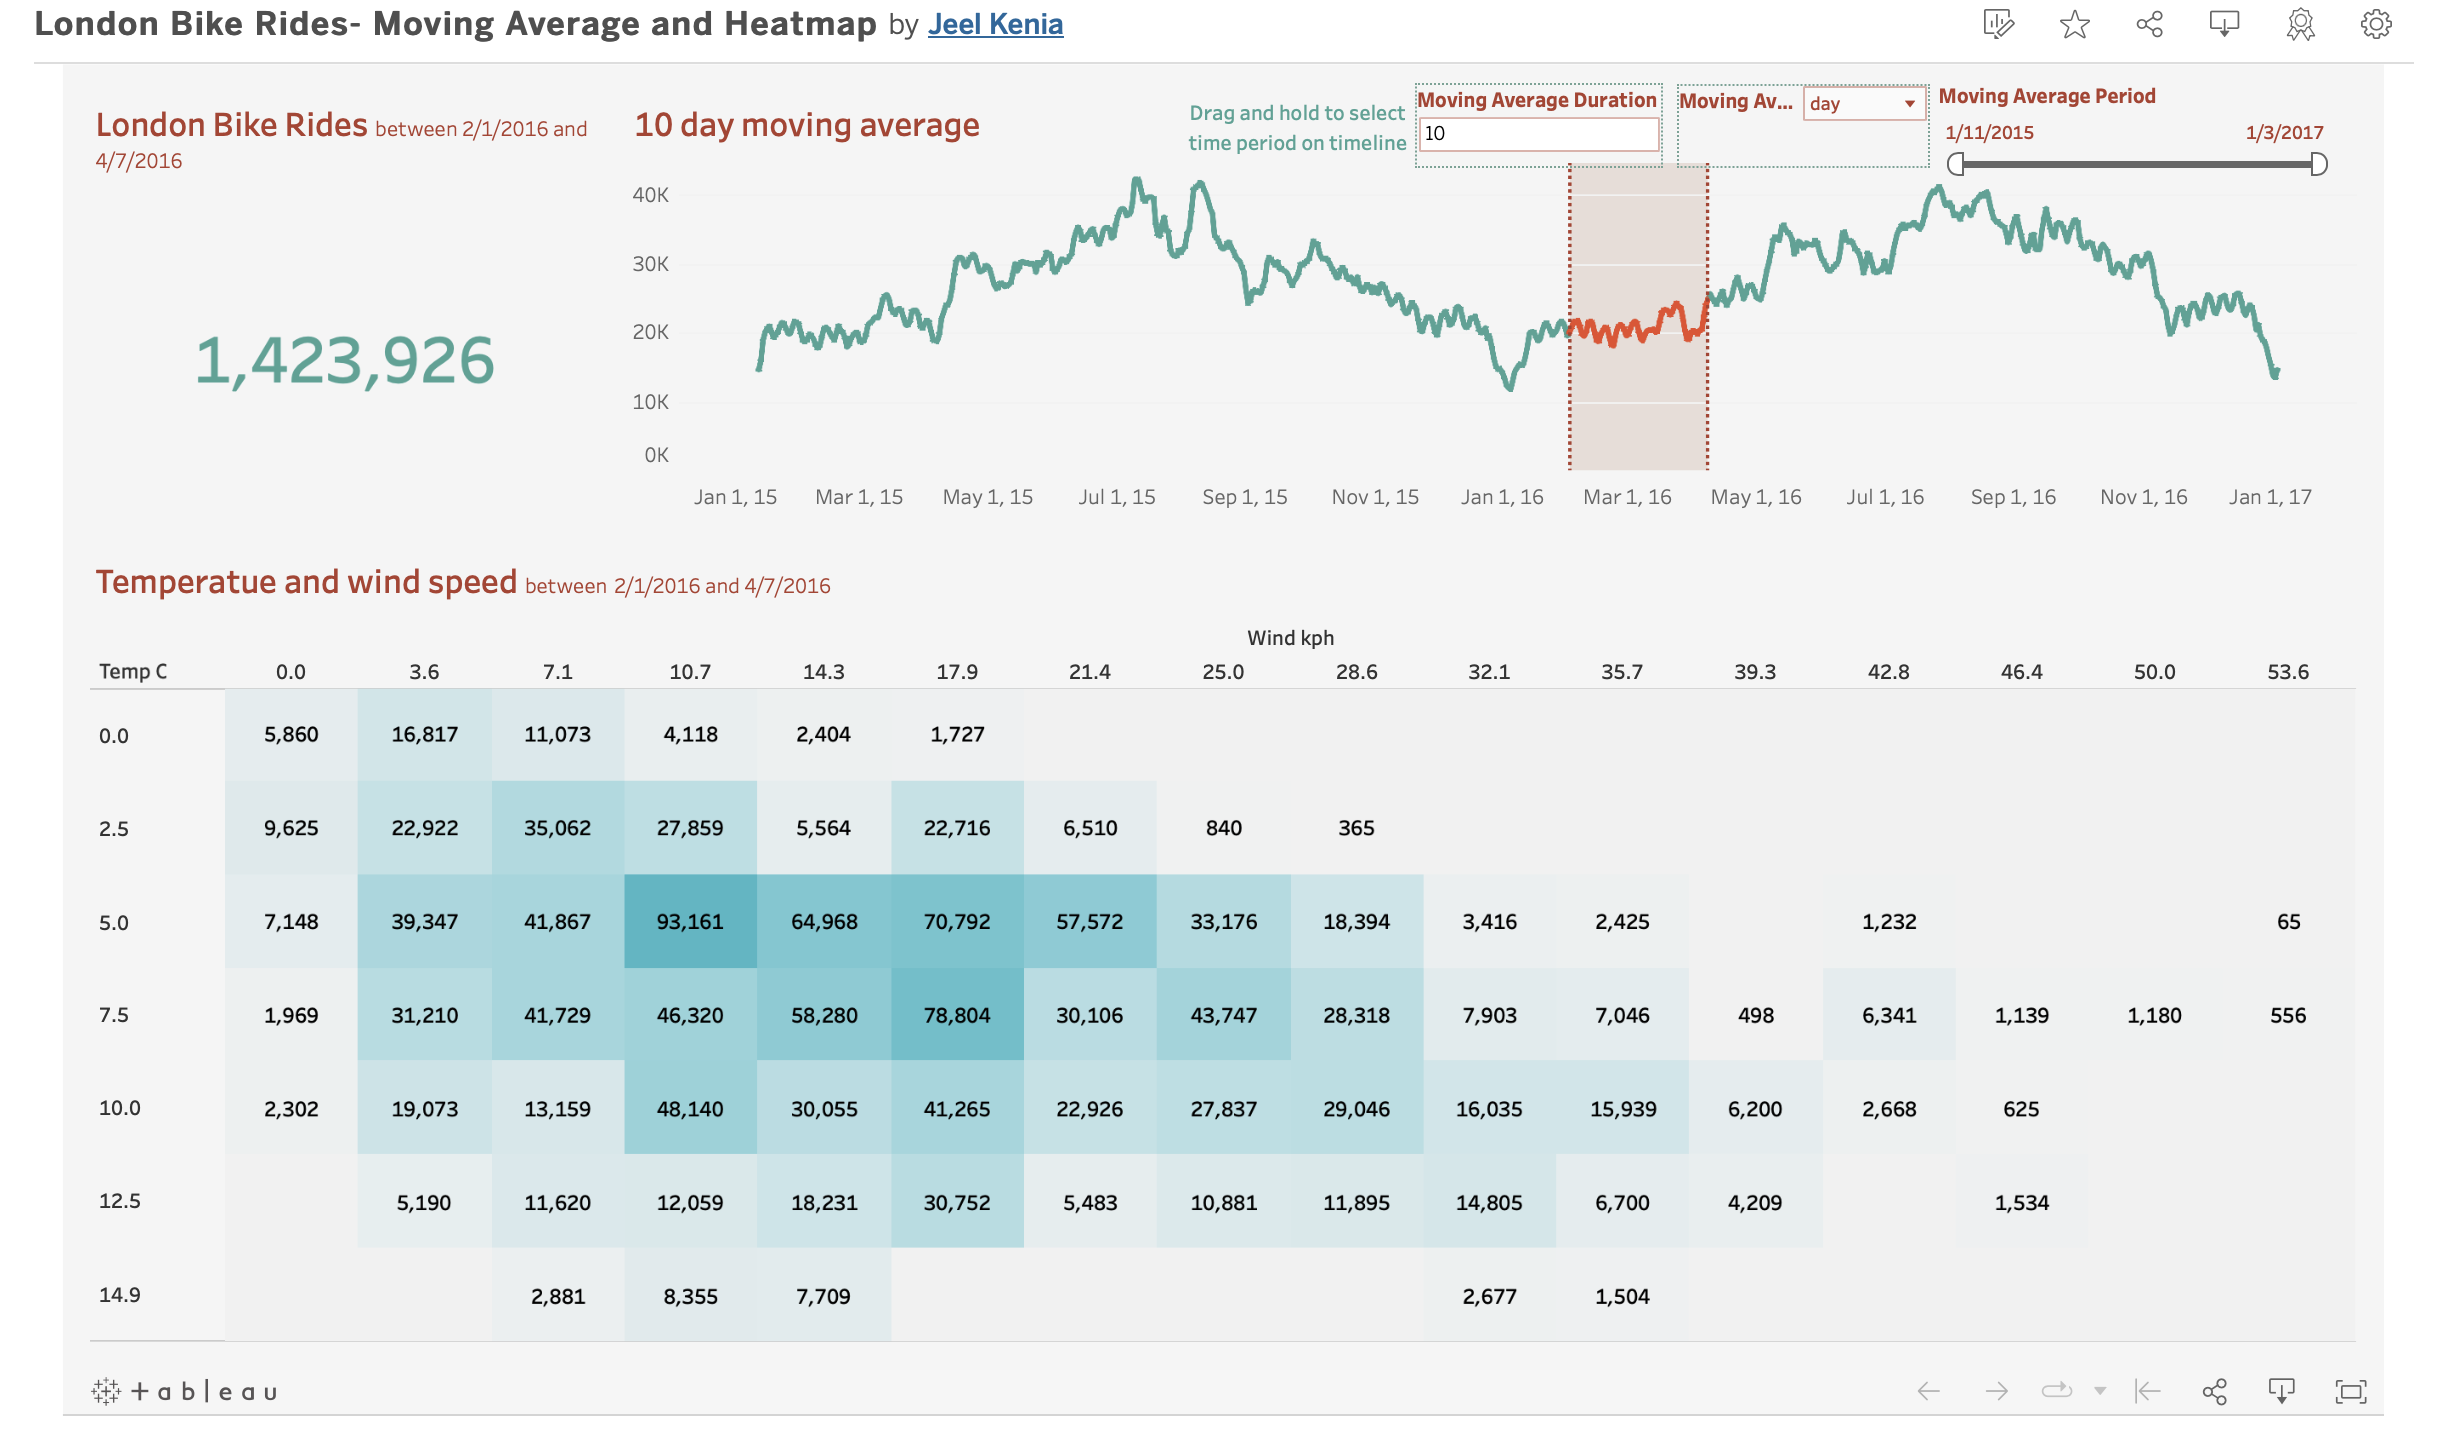 London Bike Rides- Moving Average and Heatmap by Jeel Kenia
London Bike Rides between 2/1/2016 and
4/7/2016
1,423,926
10 day moving average
Drag and hold to select
time period on timeline
Moving Average Duration
10
Moving Av... day
Moving Average Period
1/11/2015 1/3/2017
40K
30K
20K
10K
0K
Jan 1, 15 Mar 1, 15 May 1, 15 Jul 1, 15 Sep 1, 15 Nov 1, 15 Jan 1, 16 Mar 1, 16 May 1, 16 Jul 1, 16 Sep 1, 16 Nov 1, 16 Jan 1, 17
Temperatue and wind speed between 2/1/2016 and 4/7/2016
Wind kph
Temp C 0.0 3.6 7.1 10.7 14.3 17.9 21.4 25.0 28.6 32.1 35.7 39.3 42.8 46.4 50.0 53.6
0.0 5,860 16,817 11,073 4,118 2,404 1,727
2.5 9,625 22,922 35,062 27,859 5,564 22,716 6,510 840 365
5.0 7,148 39,347 41,867 93,161 64,968 70,792 57,572 33,176 18,394 3,416 2,425 1,232 65
7.5 1,969 31,210 41,729 46,320 58,280 78,804 30,106 43,747 28,318 7,903 7,046 498 6,341 1,139 1,180 556
10.0 2,302 19,073 13,159 48,140 30,055 41,265 22,926 27,837 29,046 16,035 15,939 6,200 2,668 625
12.5 5,190 11,620 12,059 18,231 30,752 5,483 10,881 11,895 14,805 6,700 4,209 1,534
14.9 2,881 8,355 7,709 2,677 1,504
+ableau